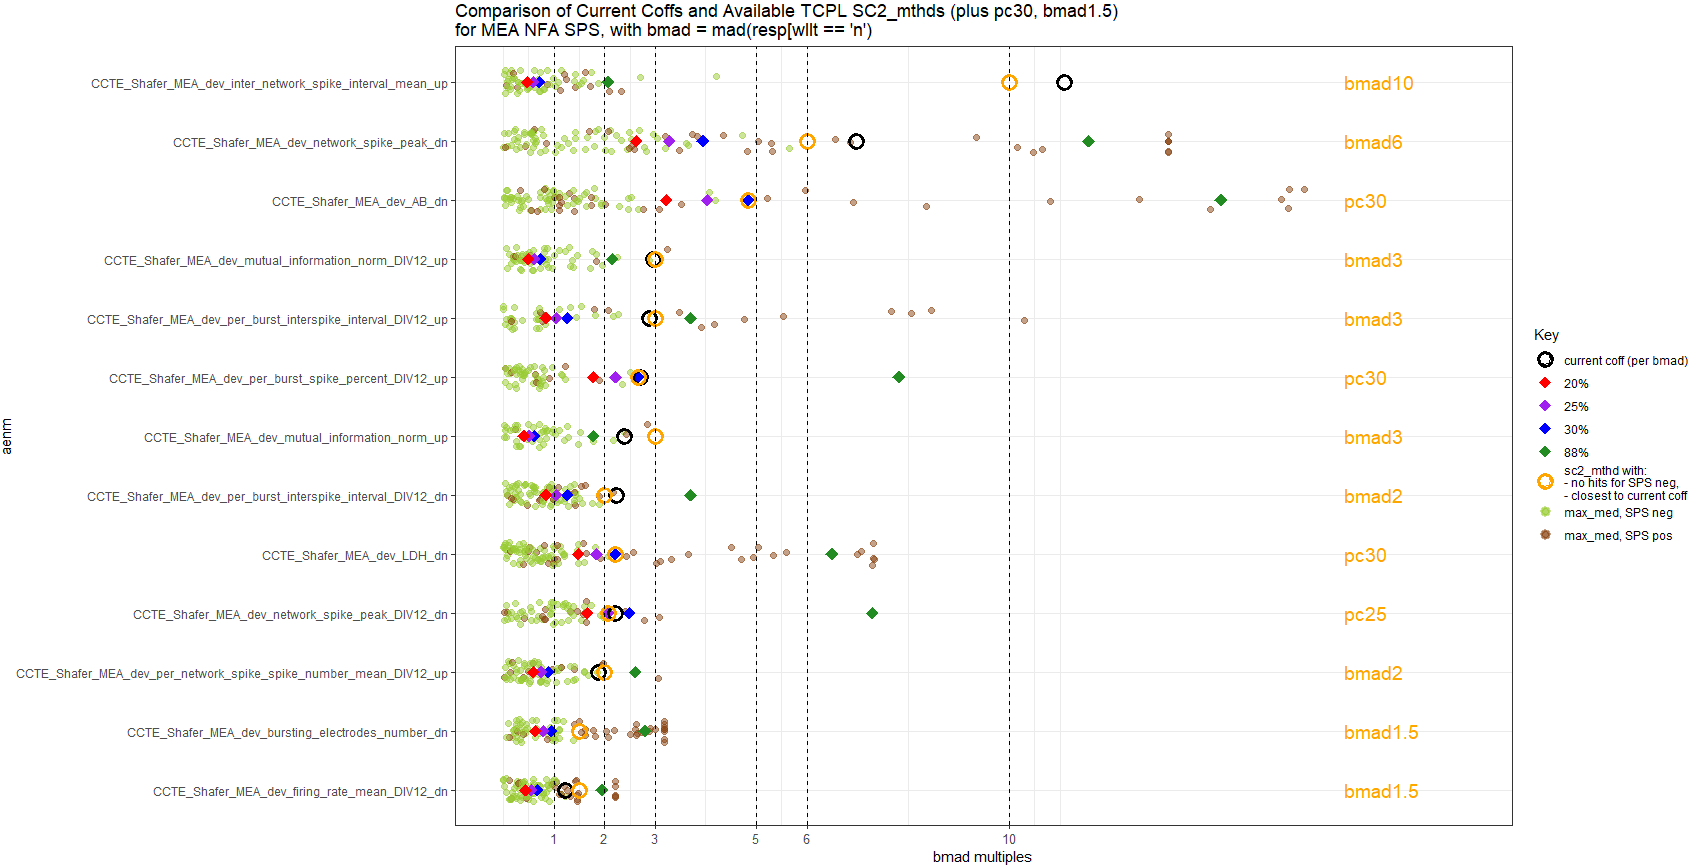 Comparison of Current Coffs and Available TCPL SC2_mthds (plus pc30, bmad1.5)
for MEA NFA SPS, with bmad = mad(resp[wllt == 'n')
CCTE_Shafer_MEA_dev_inter_network_spike_interval_mean_up
bmad10
CCTE_Shafer_MEA_dev_network_spike_peak_dn
bmad6
CCTE_Shafer_MEA_dev_AB_dn
pc30
CCTE_Shafer_MEA_dev_mutual_information_norm_DIV12_up
bmad3
CCTE_Shafer_MEA_dev_per_burst_interspike_interval_DIV12_up
bmad3
CCTE_Shafer_MEA_dev_per_burst_spike_percent_DIV12_up
pc30
CCTE_Shafer_MEA_dev_mutual_information_norm_up
bmad3
CCTE_Shafer_MEA_dev_per_burst_interspike_interval_DIV12_dn
bmad2
CCTE_Shafer_MEA_dev_LDH_dn
pc30
CCTE_Shafer_MEA_dev_network_spike_peak_DIV12_dn
pc25
CCTE_Shafer_MEA_dev_per_network_spike_spike_number_mean_DIV12_up
bmad2
CCTE_Shafer_MEA_dev_bursting_electrodes_number_dn
bmad1.5
CCTE_Shafer_MEA_dev_firing_rate_mean_DIV12_dn
bmad1.5
aenm
1 2 3 5 6 10
bmad multiples
Key
current coff (per bmad)
20%
25%
30%
88%
sc2_mthd with:
- no hits for SPS neg,
- closest to current coff
max_med, SPS neg
max_med, SPS pos